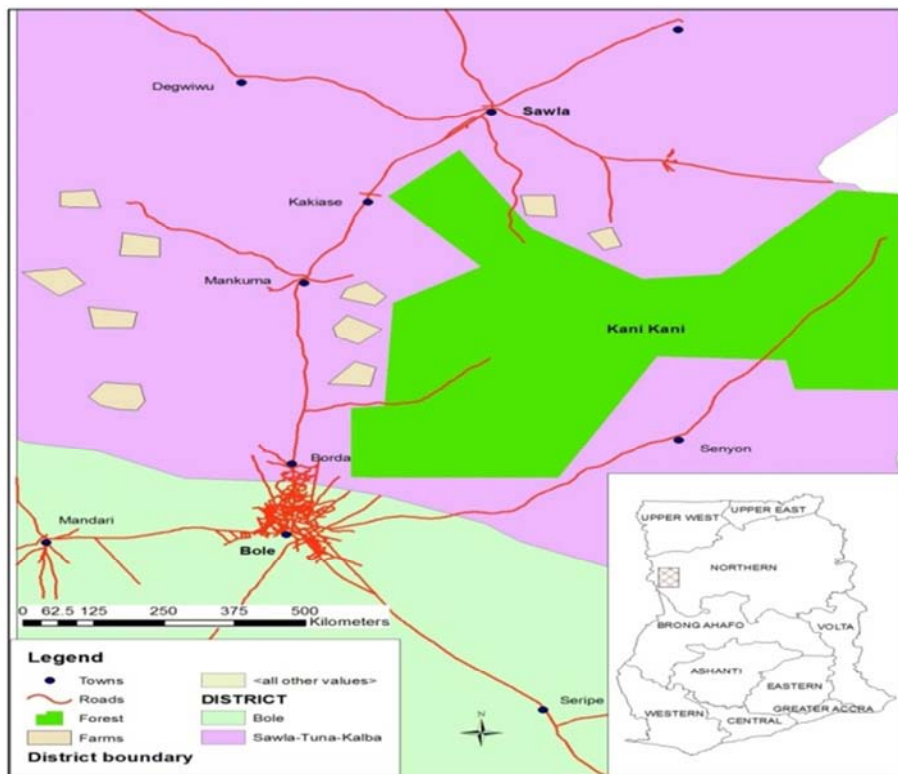 Degwiwu
Sawla
Kakiase
Mankuma
Kani Kani
Borda
Senyon
Mandari
Bole
0 62.5 125 250 375 500
Kilometers
Seripe
N
Legend
Towns
Roads
Forest
Farms
District boundary
<all other values>
DISTRICT
Bole
Sawla-Tuna-Kalba
UPPER WEST
UPPER EAST
NORTHERN
BRONG AHAFO
VOLTA
ASHANTI
EASTERN
GREATER ACCRA
WESTERN
CENTRAL